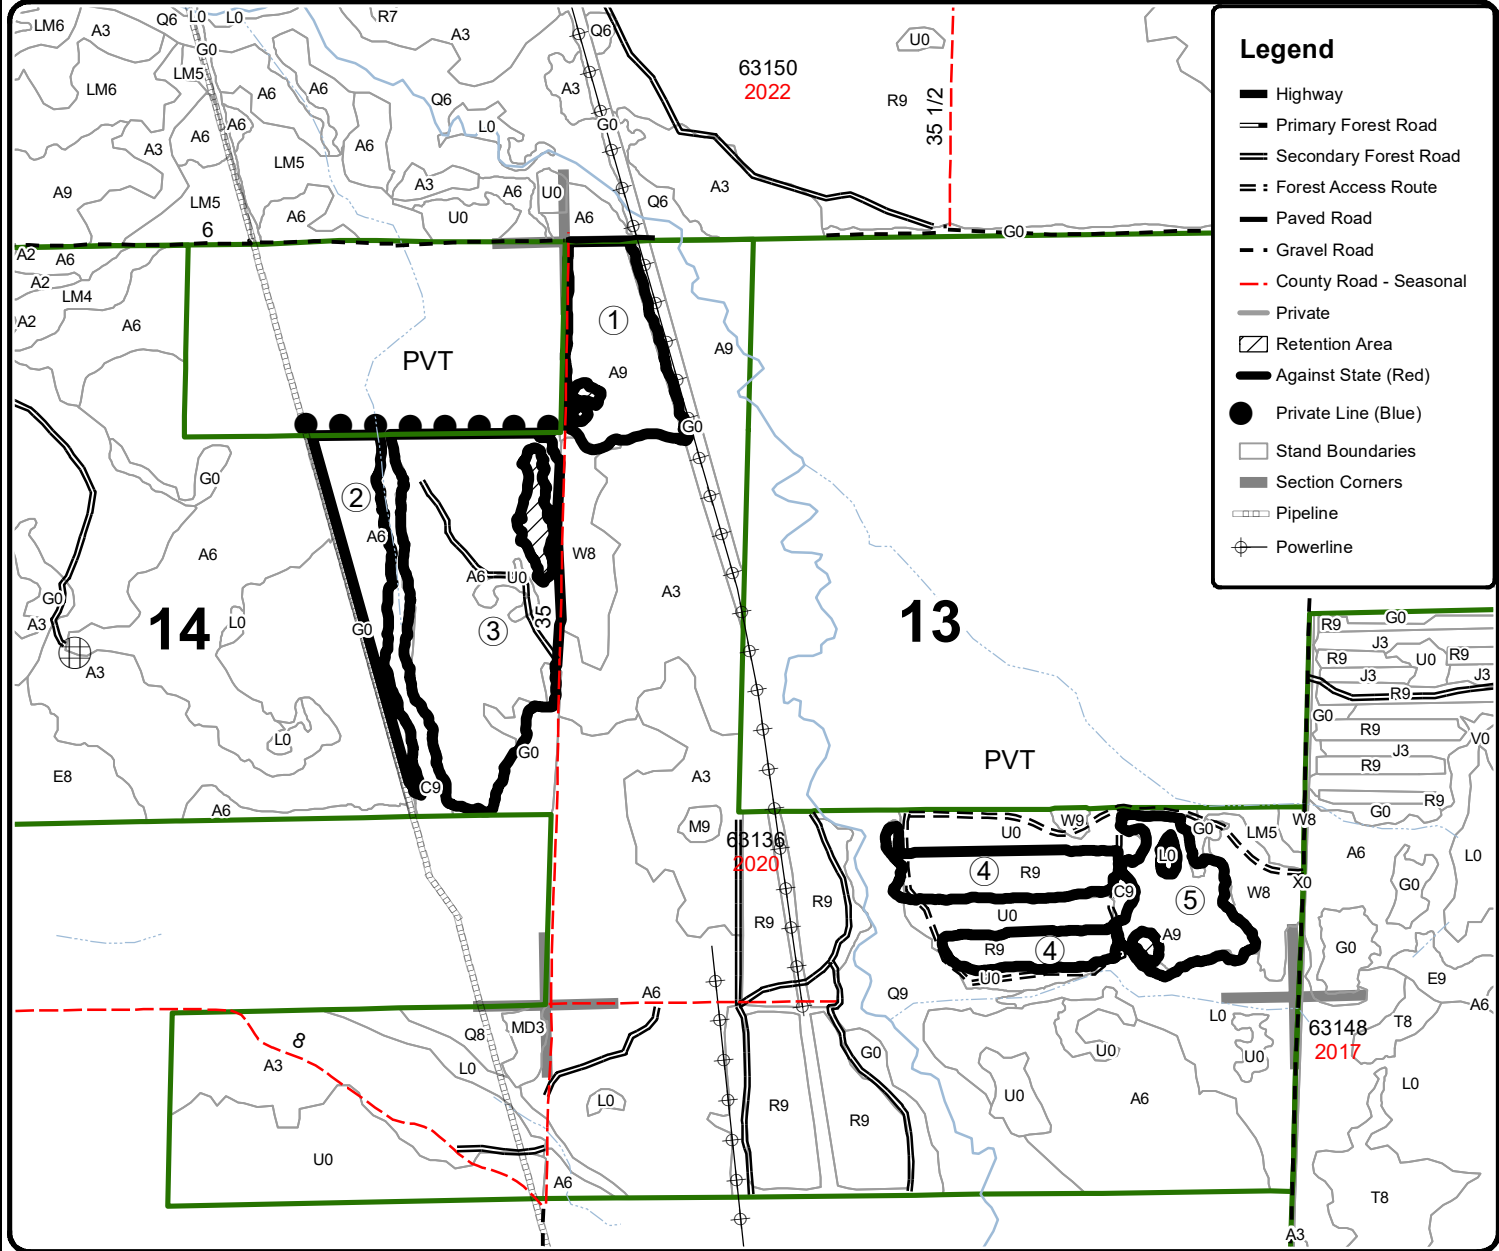 LM6
A3
Q6
L0
L0
R7
A3
Q6
U0
G0
LM5
LM6
A6
A6
Q6
A3
63150
2022
R9
35 1/2
A6
A6
L0
G0
A3
A6
LM5
A9
LM5
A3
A6
U0
A3
Q6
A6
U0
A6
6
G0
A2
A6
A2
LM4
A2
A6
1
PVT
A9
A9
G0
G0
2
A6
A6
W8
A6
U0
A3
G0
A3
14
L0
G0
3
35
13
A3
L0
G0
PVT
E8
A3
C9
A6
M9
63136
2020
U0
W9
G0
LM5
W8
4
R9
L0
C9
5
W8
X0
R9
R9
U0
R9
4
A9
U0
Q9
A6
L0
8
Q8
MD3
A3
L0
G0
L0
U0
U0
U0
R9
R9
A6
U0
A6
R9
G0
J3
R9
U0
R9
J3
J3
R9
G0
R9
V0
J3
R9
R9
G0
A6
L0
G0
G0
E9
A6
T8
63148
2017
L0
T8
A3
Legend
Highway
Primary Forest Road
Secondary Forest Road
Forest Access Route
Paved Road
Gravel Road
County Road - Seasonal
Private
Retention Area
Against State (Red)
Private Line (Blue)
Stand Boundaries
Section Corners
Pipeline
Powerline